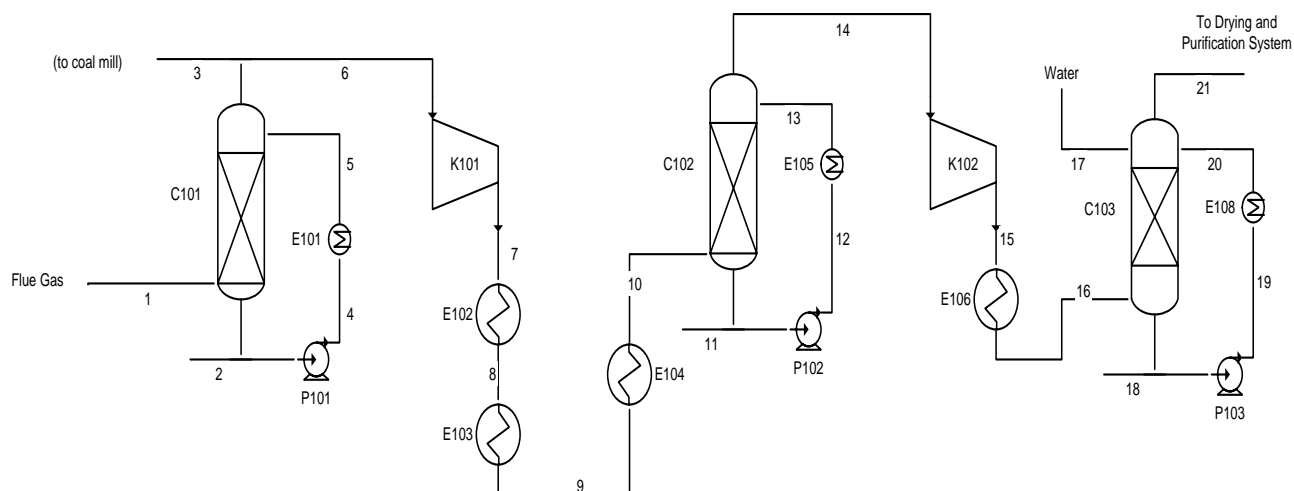 To Drying and
Purification System
14
(to coal mill)
3
6
Water
21
13
5
K101
C102
E105
K102
17
20
C101
C103
E108
E101
12
7
15
Flue Gas
10
19
1
4
E102
E106
16
11
P102
2
8
E104
18
P101
P103
E103
9